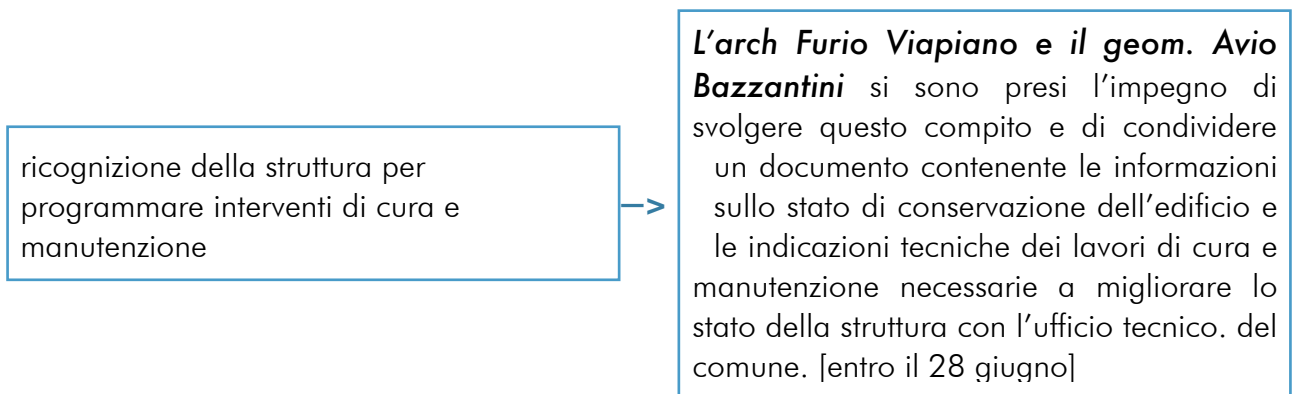 ricognizione della struttura per
programmare interventi di cura e
manutenzione
–>
L’arch Furio Viapiano e il geom. Avio
Bazzantini si sono presi l’impegno di
svolgere questo compito e di condividere
un documento contenente le informazioni
sullo stato di conservazione dell’edificio e
le indicazioni tecniche dei lavori di cura e
manutenzione necessarie a migliorare lo
stato della struttura con l’ufficio tecnico. del
comune. [entro il 28 giugno]